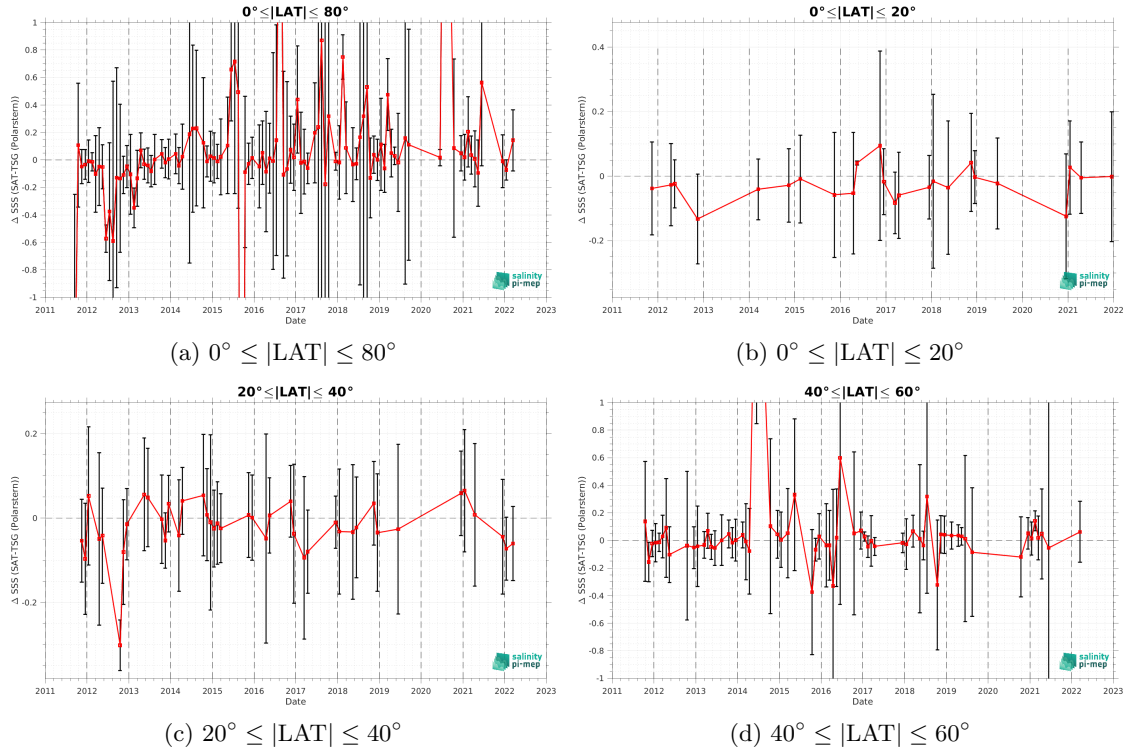 0°≤|LAT|≤ 80°
Δ SSS (SAT-TSG (Polarstern))
1
0.8
0.6
0.4
0.2
0
-0.2
-0.4
-0.6
-0.8
-1
2011 2012 2013 2014 2015 2016 2017 2018 2019 2020 2021 2022 2023
Date
salinity
pi-mep
(a) 0° ≤ |LAT| ≤ 80°
0°≤|LAT|≤ 20°
Δ SSS (SAT-TSG (Polarstern))
0.4
0.2
0
-0.2
2011 2012 2013 2014 2015 2016 2017 2018 2019 2020 2021 2022
Date
salinity
pi-mep
(b) 0° ≤ |LAT| ≤ 20°
20°≤|LAT|≤ 40°
Δ SSS (SAT-TSG (Polarstern))
0.2
0
-0.2
2011 2012 2013 2014 2015 2016 2017 2018 2019 2020 2021 2022 2023
Date
salinity
pi-mep
(c) 20° ≤ |LAT| ≤ 40°
40°≤|LAT|≤ 60°
Δ SSS (SAT-TSG (Polarstern))
1
0.8
0.6
0.4
0.2
0
-0.2
-0.4
-0.6
-0.8
-1
2011 2012 2013 2014 2015 2016 2017 2018 2019 2020 2021 2022 2023
Date
salinity
pi-mep
(d) 40° ≤ |LAT| ≤ 60°